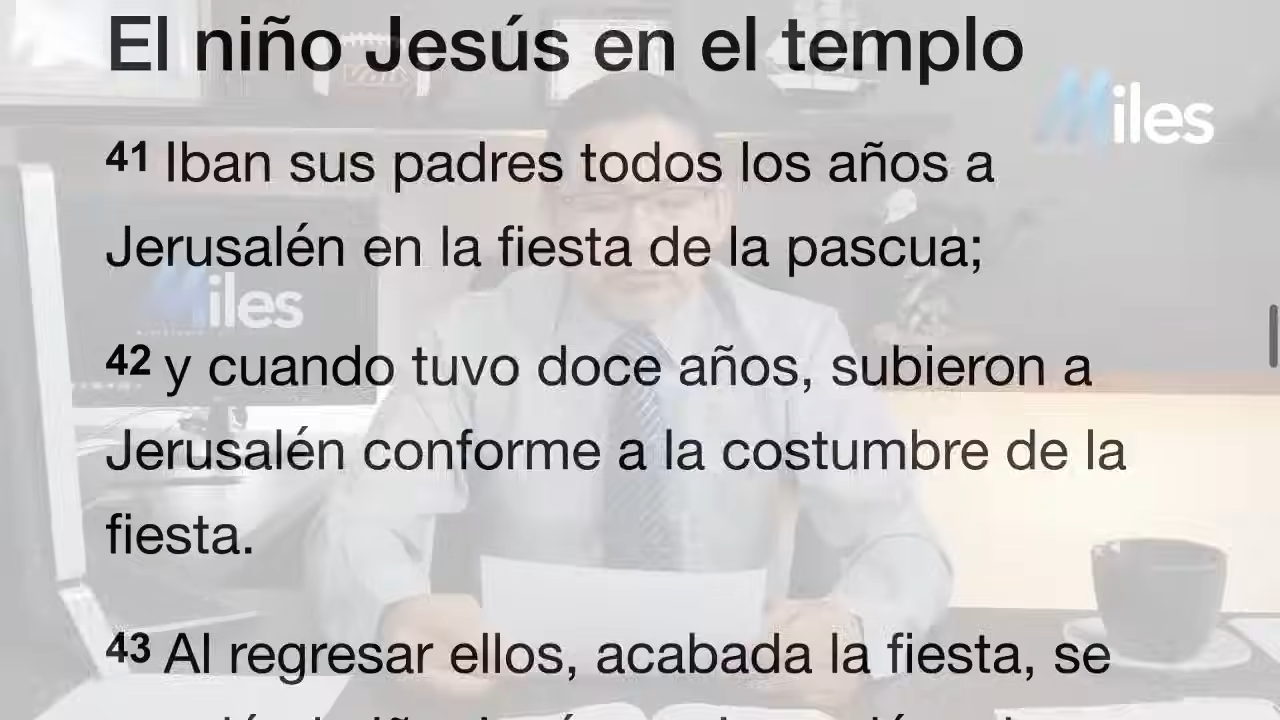 El niño Jesús en el templo
Miles
41 Iban sus padres todos los años a
Jerusalén en la fiesta de la pascua;
Miles
42 y cuando tuvo doce años, subieron a
Jerusalén conforme a la costumbre de la
fiesta.
43 Al regresar ellos, acabada la fiesta, se